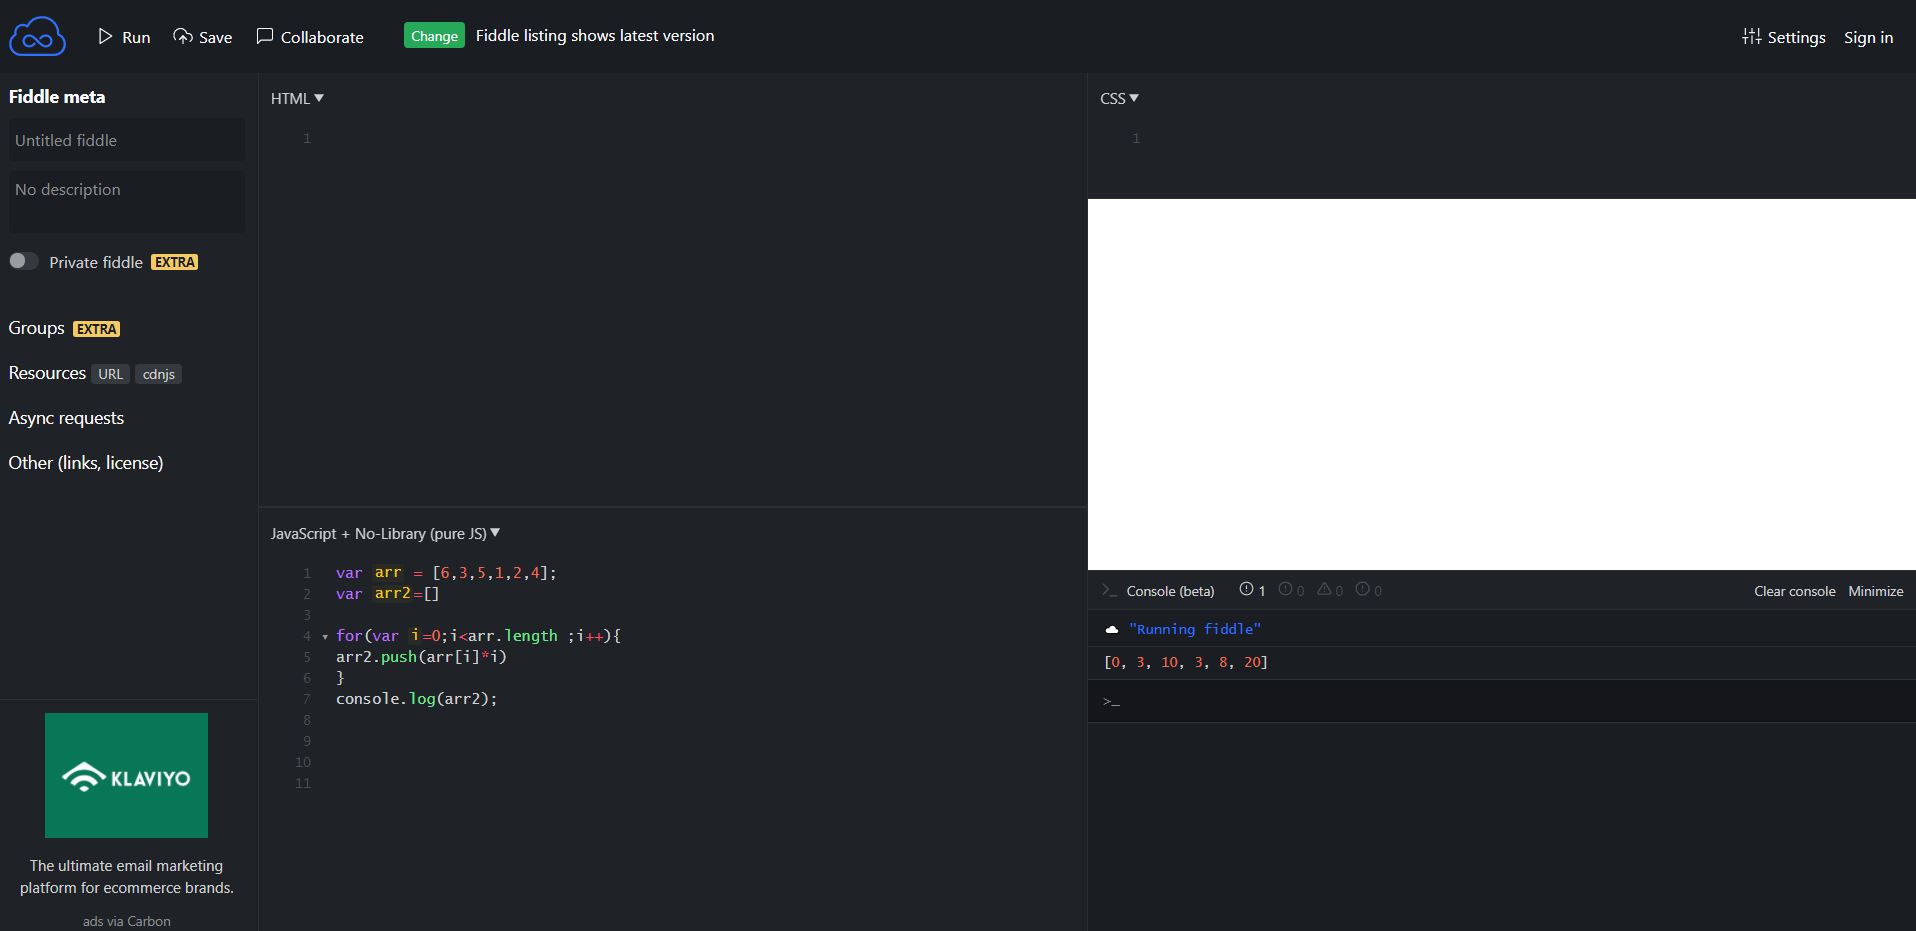 Run Save Collaborate Change Fiddle listing shows latest version Settings Sign in
Fiddle meta
Untitled fiddle
No description
Private fiddle EXTRA
Groups EXTRA
Resources URL cdnjs
Async requests
Other (links, license)
KLAVIYO
The ultimate email marketing
platform for ecommerce brands.
ads via Carbon
HTML ▼
1
JavaScript + No-Library (pure JS) ▼
1 var arr = [6,3,5,1,2,4];
2 var arr2=[]
3
4 ▾ for(var i=0;i<arr.length ;i++){
5 arr2.push(arr[i]*i)
6 }
7 console.log(arr2);
8
9
10
11
CSS ▼
1
>_ Console (beta) 1 0 0 0 Clear console Minimize
"Running fiddle"
[0, 3, 10, 3, 8, 20]
>_